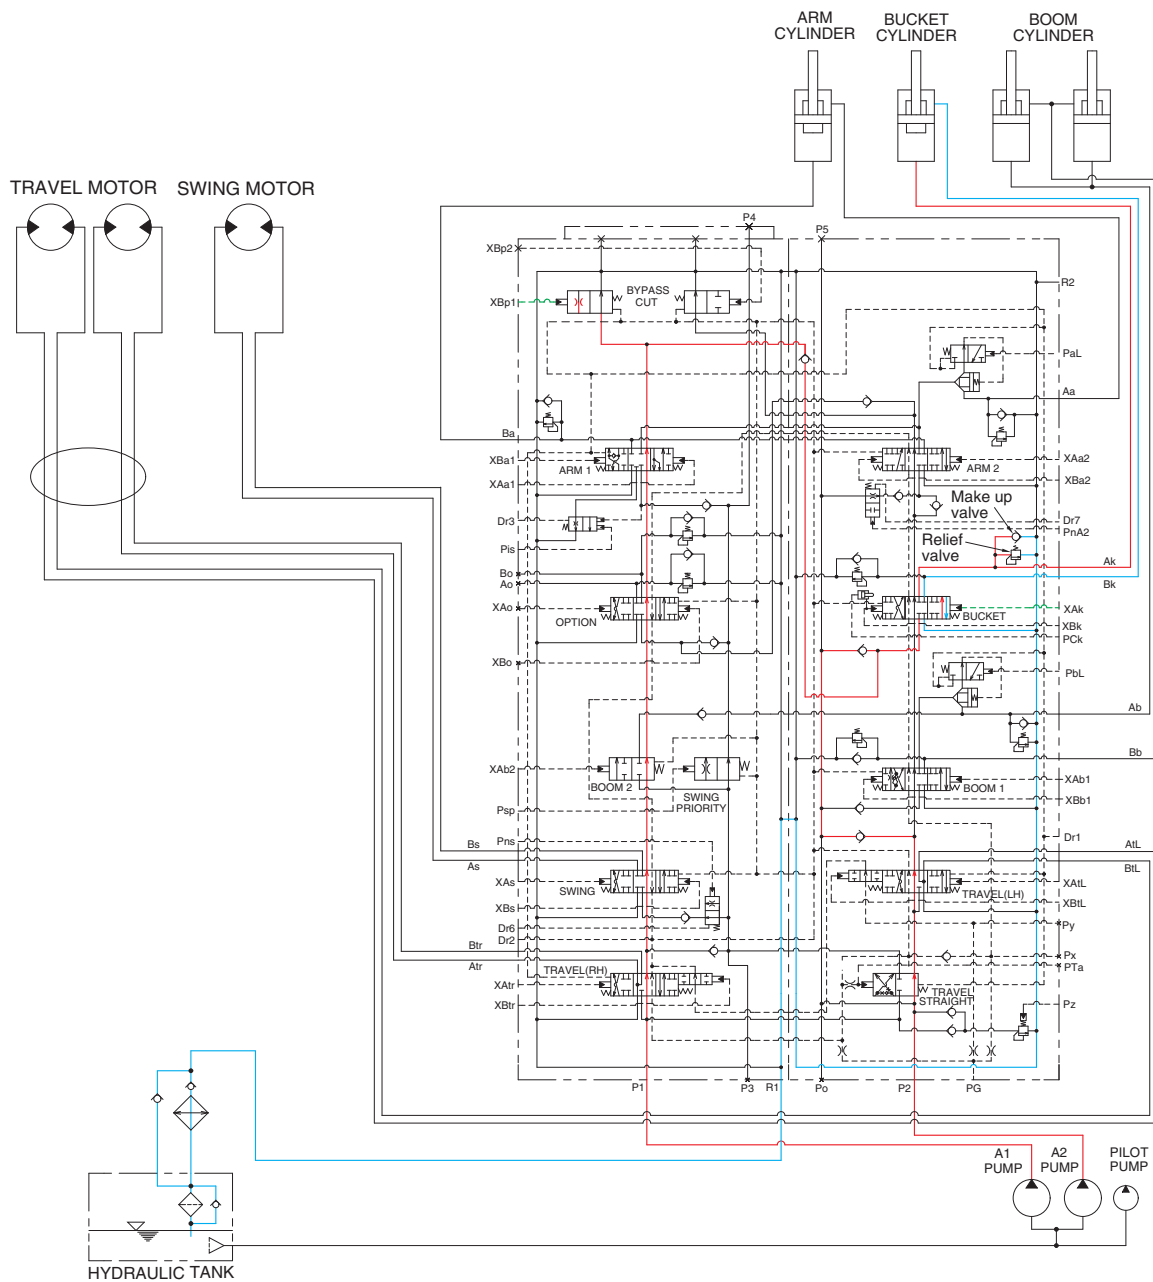 ARM
CYLINDER
BUCKET
CYLINDER
BOOM
CYLINDER
TRAVEL MOTOR
SWING MOTOR
P4
P5
XBp2
BYPASS
CUT
XBp1
R2
PaL
Aa
Ba
XBa1
ARM 1
XAa1
ARM 2
XAa2
XBa2
Make up
valve
Relief
valve
Dr3
Dr7
PnA2
Pis
Ak
Bo
Ao
Bk
XAo
OPTION
XAk
BUCKET
XBk
PCk
XBo
PbL
Ab
Bb
XAb2
BOOM 2
SWING
PRIORITY
XAb1
BOOM 1
XBb1
Psp
Pns
Dr1
Bs
As
AtL
BtL
XAs
SWING
XBs
XAtL
TRAVEL(LH)
XBtL
Dr6
Dr2
Py
Btr
Atr
Px
PTa
TRAVEL(RH)
XAtr
XBtr
TRAVEL
STRAIGHT
Pz
P1
P3
R1
Po
P2
PG
A1
PUMP
A2
PUMP
PILOT
PUMP
HYDRAULIC TANK